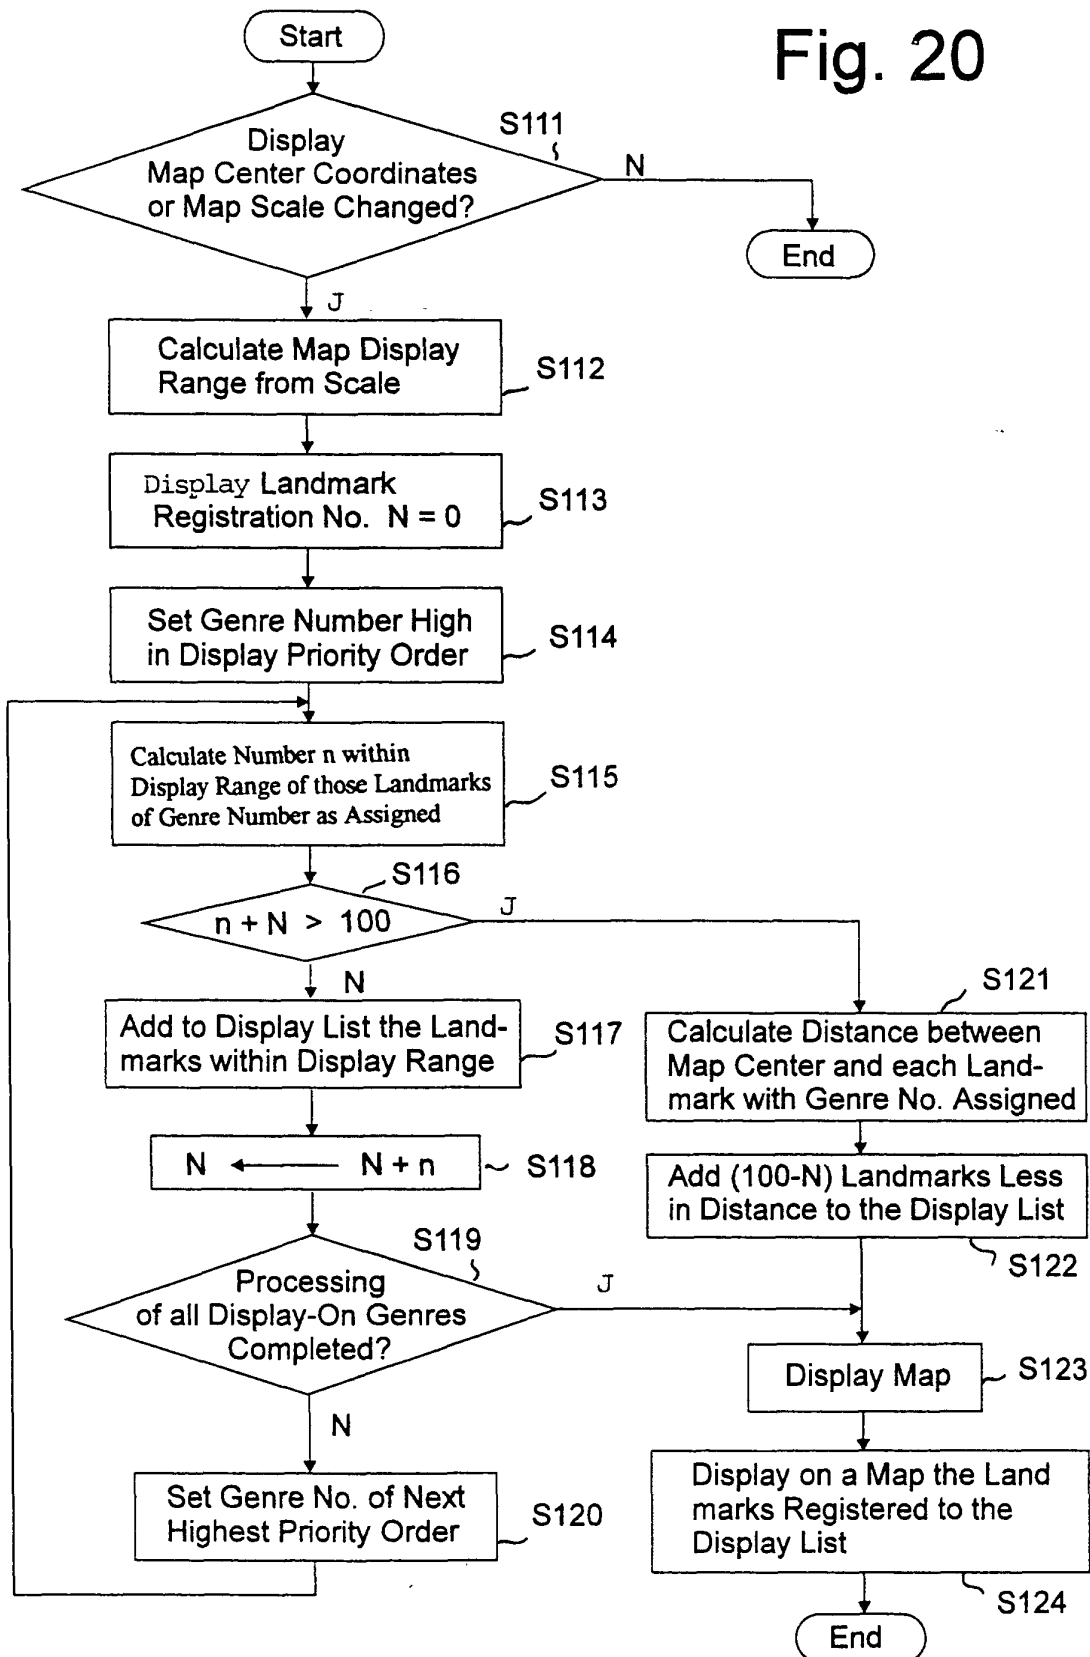 Fig. 20
Start
S111
Display
Map Center Coordinates
or Map Scale Changed?
N
End
J
Calculate Map Display
Range from Scale
S112
Display Landmark
Registration No. N = 0
S113
Set Genre Number High
in Display Priority Order
S114
Calculate Number n within
Display Range of those Landmarks
of Genre Number as Assigned
S115
S116
n + N > 100
J
N
Add to Display List the Land-
marks within Display Range
S117
N ← N + n
S118
S119
Processing
of all Display-On Genres
Completed?
J
N
Set Genre No. of Next
Highest Priority Order
S120
S121
Calculate Distance between
Map Center and each Land-
mark with Genre No. Assigned
Add (100-N) Landmarks Less
in Distance to the Display List
S122
Display Map
S123
Display on a Map the Land
marks Registered to the
Display List
S124
End